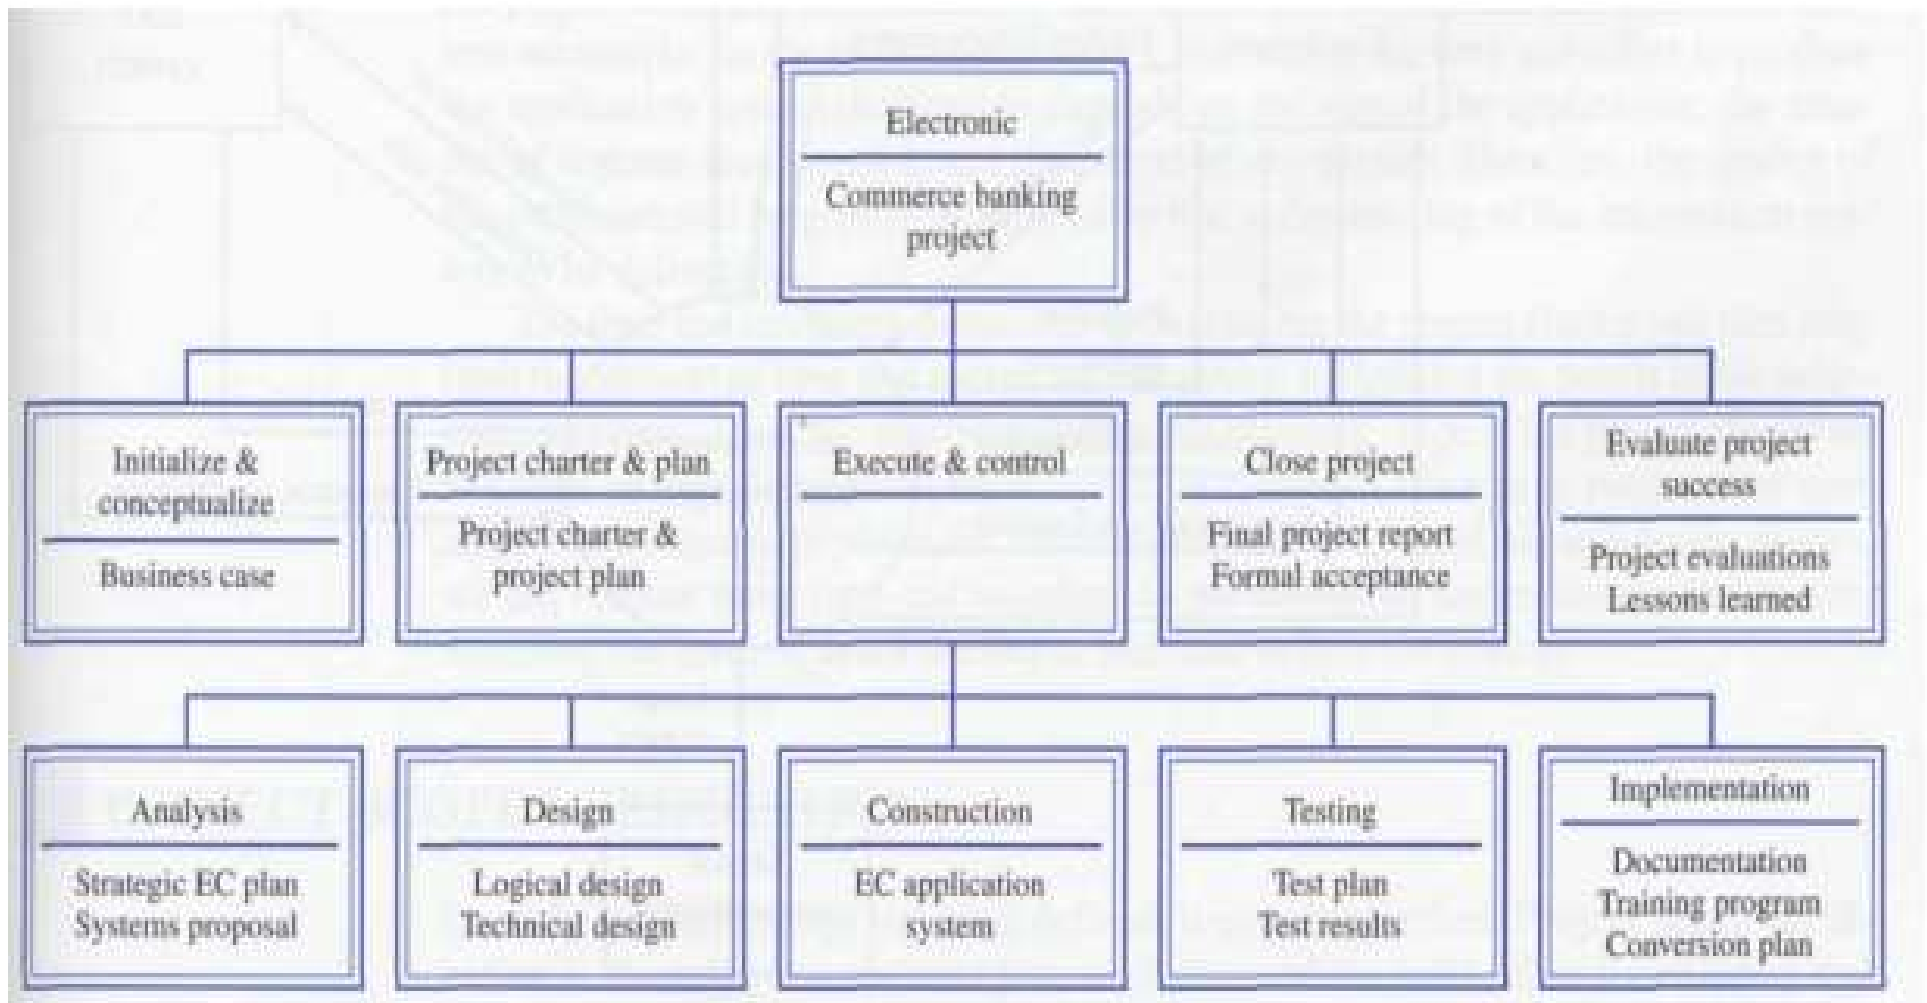 Electronic
Commerce banking
project
Initialize &
conceptualize
Business case
Project charter & plan
Project charter &
project plan
Execute & control
Close project
Final project report
Formal acceptance
Evaluate project
success
Project evaluations
Lessons learned
Analysis
Strategic EC plan
Systems proposal
Design
Logical design
Technical design
Construction
EC application
system
Testing
Test plan
Test results
Implementation
Documentation
Training program
Conversion plan